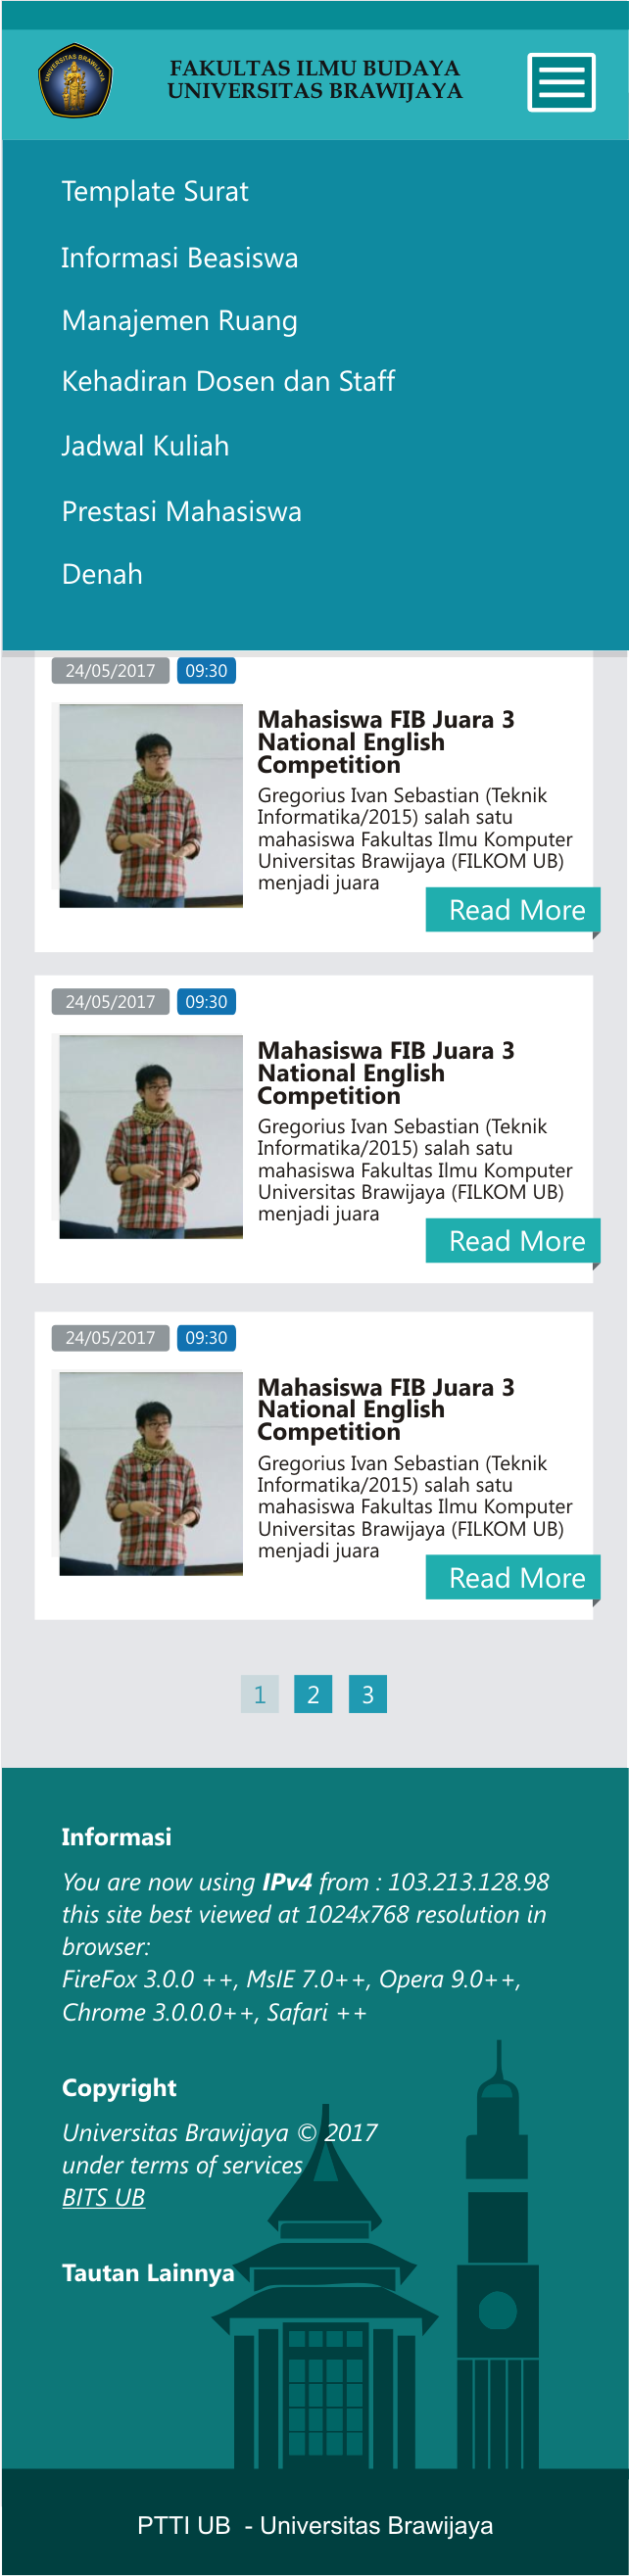 UNIVERSITAS BRAWIJAYA
FAKULTAS ILMU BUDAYA
UNIVERSITAS BRAWIJAYA
Template Surat
Informasi Beasiswa
Manajemen Ruang
Kehadiran Dosen dan Staff
Jadwal Kuliah
Prestasi Mahasiswa
Denah
24/05/2017 09:30
Mahasiswa FIB Juara 3
National English
Competition
Gregorius Ivan Sebastian (Teknik
Informatika/2015) salah satu
mahasiswa Fakultas Ilmu Komputer
Universitas Brawijaya (FILKOM UB)
menjadi juara
Read More
24/05/2017 09:30
Mahasiswa FIB Juara 3
National English
Competition
Gregorius Ivan Sebastian (Teknik
Informatika/2015) salah satu
mahasiswa Fakultas Ilmu Komputer
Universitas Brawijaya (FILKOM UB)
menjadi juara
Read More
24/05/2017 09:30
Mahasiswa FIB Juara 3
National English
Competition
Gregorius Ivan Sebastian (Teknik
Informatika/2015) salah satu
mahasiswa Fakultas Ilmu Komputer
Universitas Brawijaya (FILKOM UB)
menjadi juara
Read More
1 2 3
Informasi
You are now using IPv4 from : 103.213.128.98
this site best viewed at 1024x768 resolution in
browser:
FireFox 3.0.0 ++, MsIE 7.0++, Opera 9.0++,
Chrome 3.0.0.0++, Safari ++
Copyright
Universitas Brawijaya © 2017
under terms of services
BITS UB
Tautan Lainnya
PTTI UB - Universitas Brawijaya